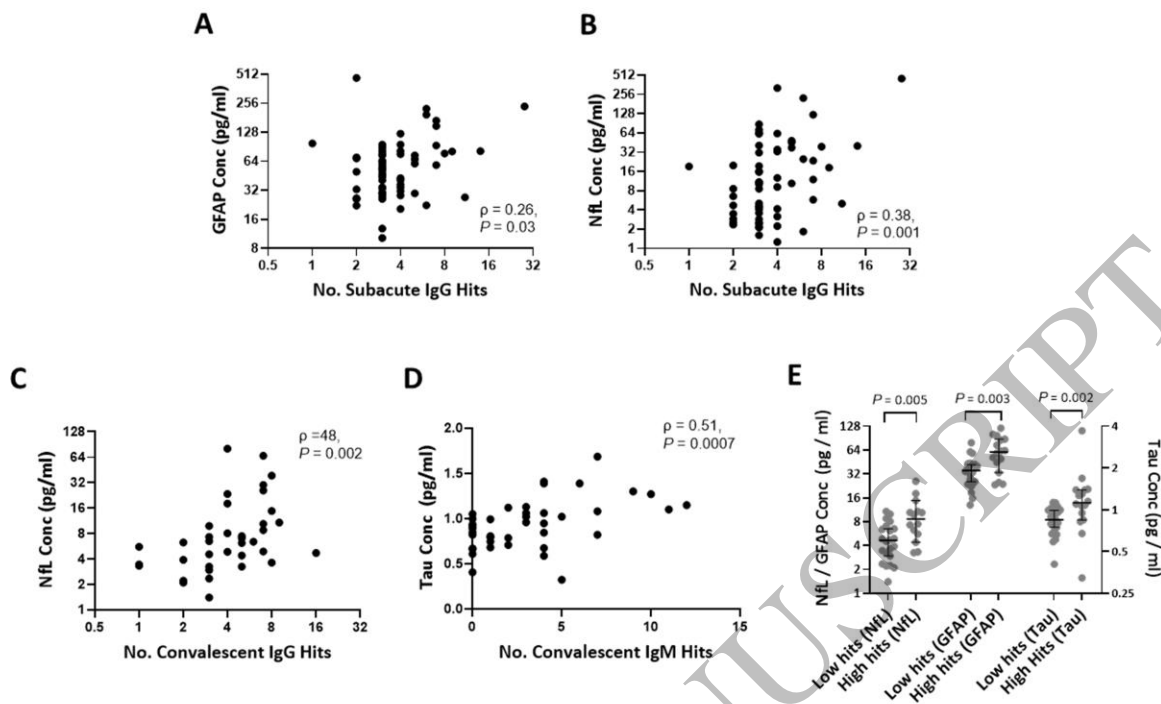 A
GFAP Conc (pg/ml)
512
256
128
64
32
16
8
0.5 1 2 4 8 16 32
No. Subacute IgG Hits
ρ = 0.26,
P = 0.03
B
NfL Conc (pg/ml)
512
256
128
64
32
16
8
4
2
1
0.5 1 2 4 8 16 32
No. Subacute IgG Hits
ρ = 0.38,
P = 0.001
C
NfL Conc (pg/ml)
128
64
32
16
8
4
2
1
0.5 1 2 4 8 16 32
No. Convalescent IgG Hits
ρ =48,
P = 0.002
D
Tau Conc (pg/ml)
2.0
1.5
1.0
0.5
0.0
0 5 10 15
No. Convalescent IgM Hits
ρ = 0.51,
P = 0.0007
E
P = 0.005 P = 0.003 P = 0.002
NfL / GFAP Conc (pg / ml)
128
64
32
16
8
4
2
1
Tau Conc (pg / ml)
4
2
1
0.5
0.25
Low hits (NfL)
High hits (NfL)
Low hits (GFAP)
High hits (GFAP)
Low hits (Tau)
High Hits (Tau)
USCRIPT